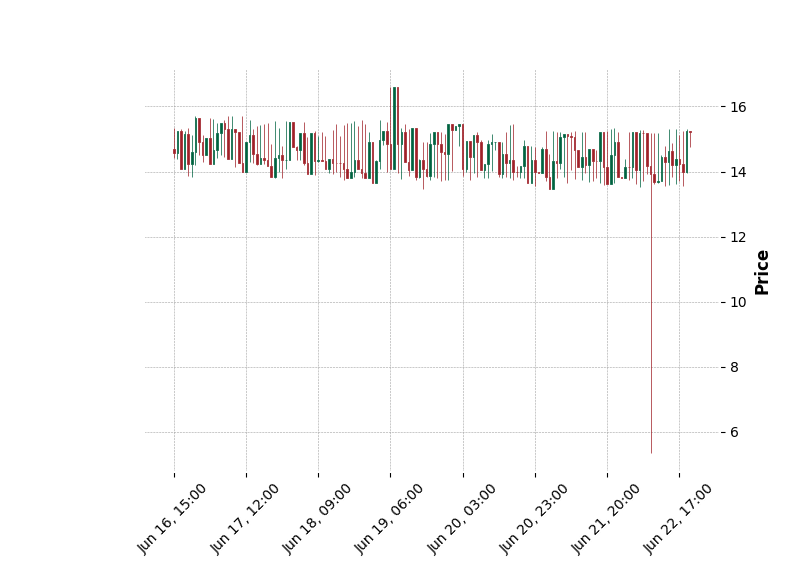 16
14
12
10
8
6
Price
Jun 16, 15:00
Jun 17, 12:00
Jun 18, 09:00
Jun 19, 06:00
Jun 20, 03:00
Jun 20, 23:00
Jun 21, 20:00
Jun 22, 17:00